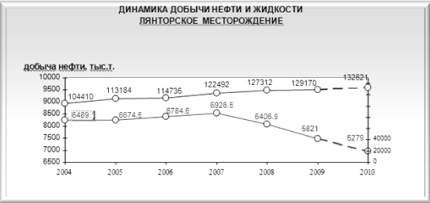 ДИНАМИКА ДОБЫЧИ НЕФТИ И ЖИДКОСТИ
ЛЯНТОРСКОЕ МЕСТОРОЖДЕНИЕ
добыча нефти, тыс.т.
10000
9500
9000
8500
8000
7500
7000
6500
104410 113184 114736 122492 127312 129170 132621
6489.1 6674.5 6784.6 6926.5 6406.9 5821 5279
40000
20000
0
2004 2005 2006 2007 2008 2009 2010